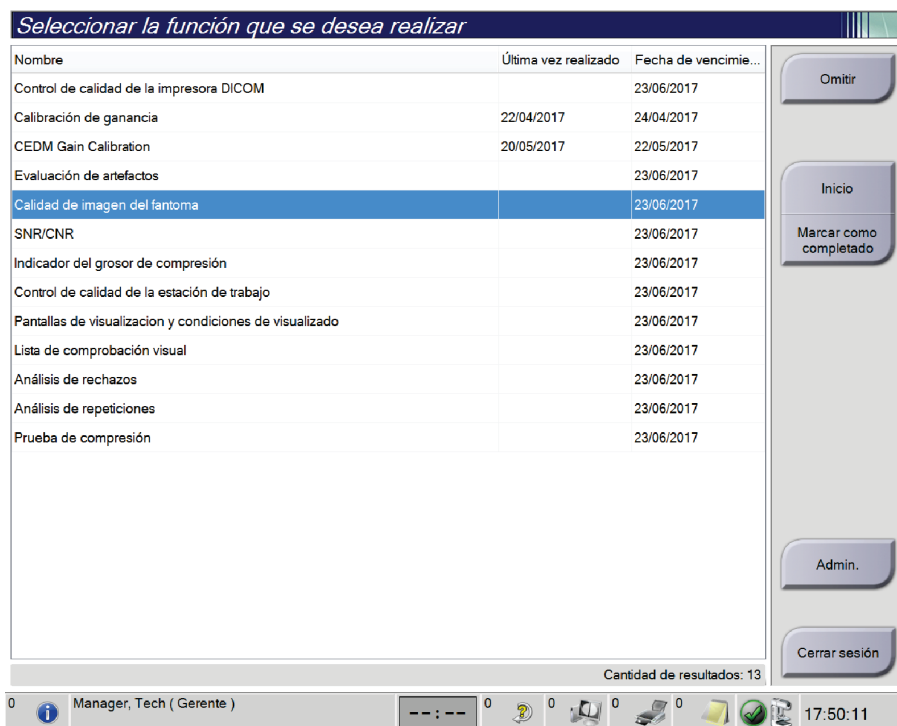 Seleccionar la función que se desea realizar
Nombre Última vez realizado Fecha de vencimie...
Control de calidad de la impresora DICOM 23/06/2017
Calibración de ganancia 22/04/2017 24/04/2017
CEDM Gain Calibration 20/05/2017 22/05/2017
Evaluación de artefactos 23/06/2017
Calidad de imagen del fantoma 23/06/2017
SNR/CNR 23/06/2017
Indicador del grosor de compresión 23/06/2017
Control de calidad de la estación de trabajo 23/06/2017
Pantallas de visualizacion y condiciones de visualizado 23/06/2017
Lista de comprobación visual 23/06/2017
Análisis de rechazos 23/06/2017
Análisis de repeticiones 23/06/2017
Prueba de compresión 23/06/2017
Cantidad de resultados: 13
Omitir
Inicio
Marcar como
completado
Admin.
Cerrar sesión
0 Manager, Tech ( Gerente ) --:-- 0 0 0 0 17:50:11